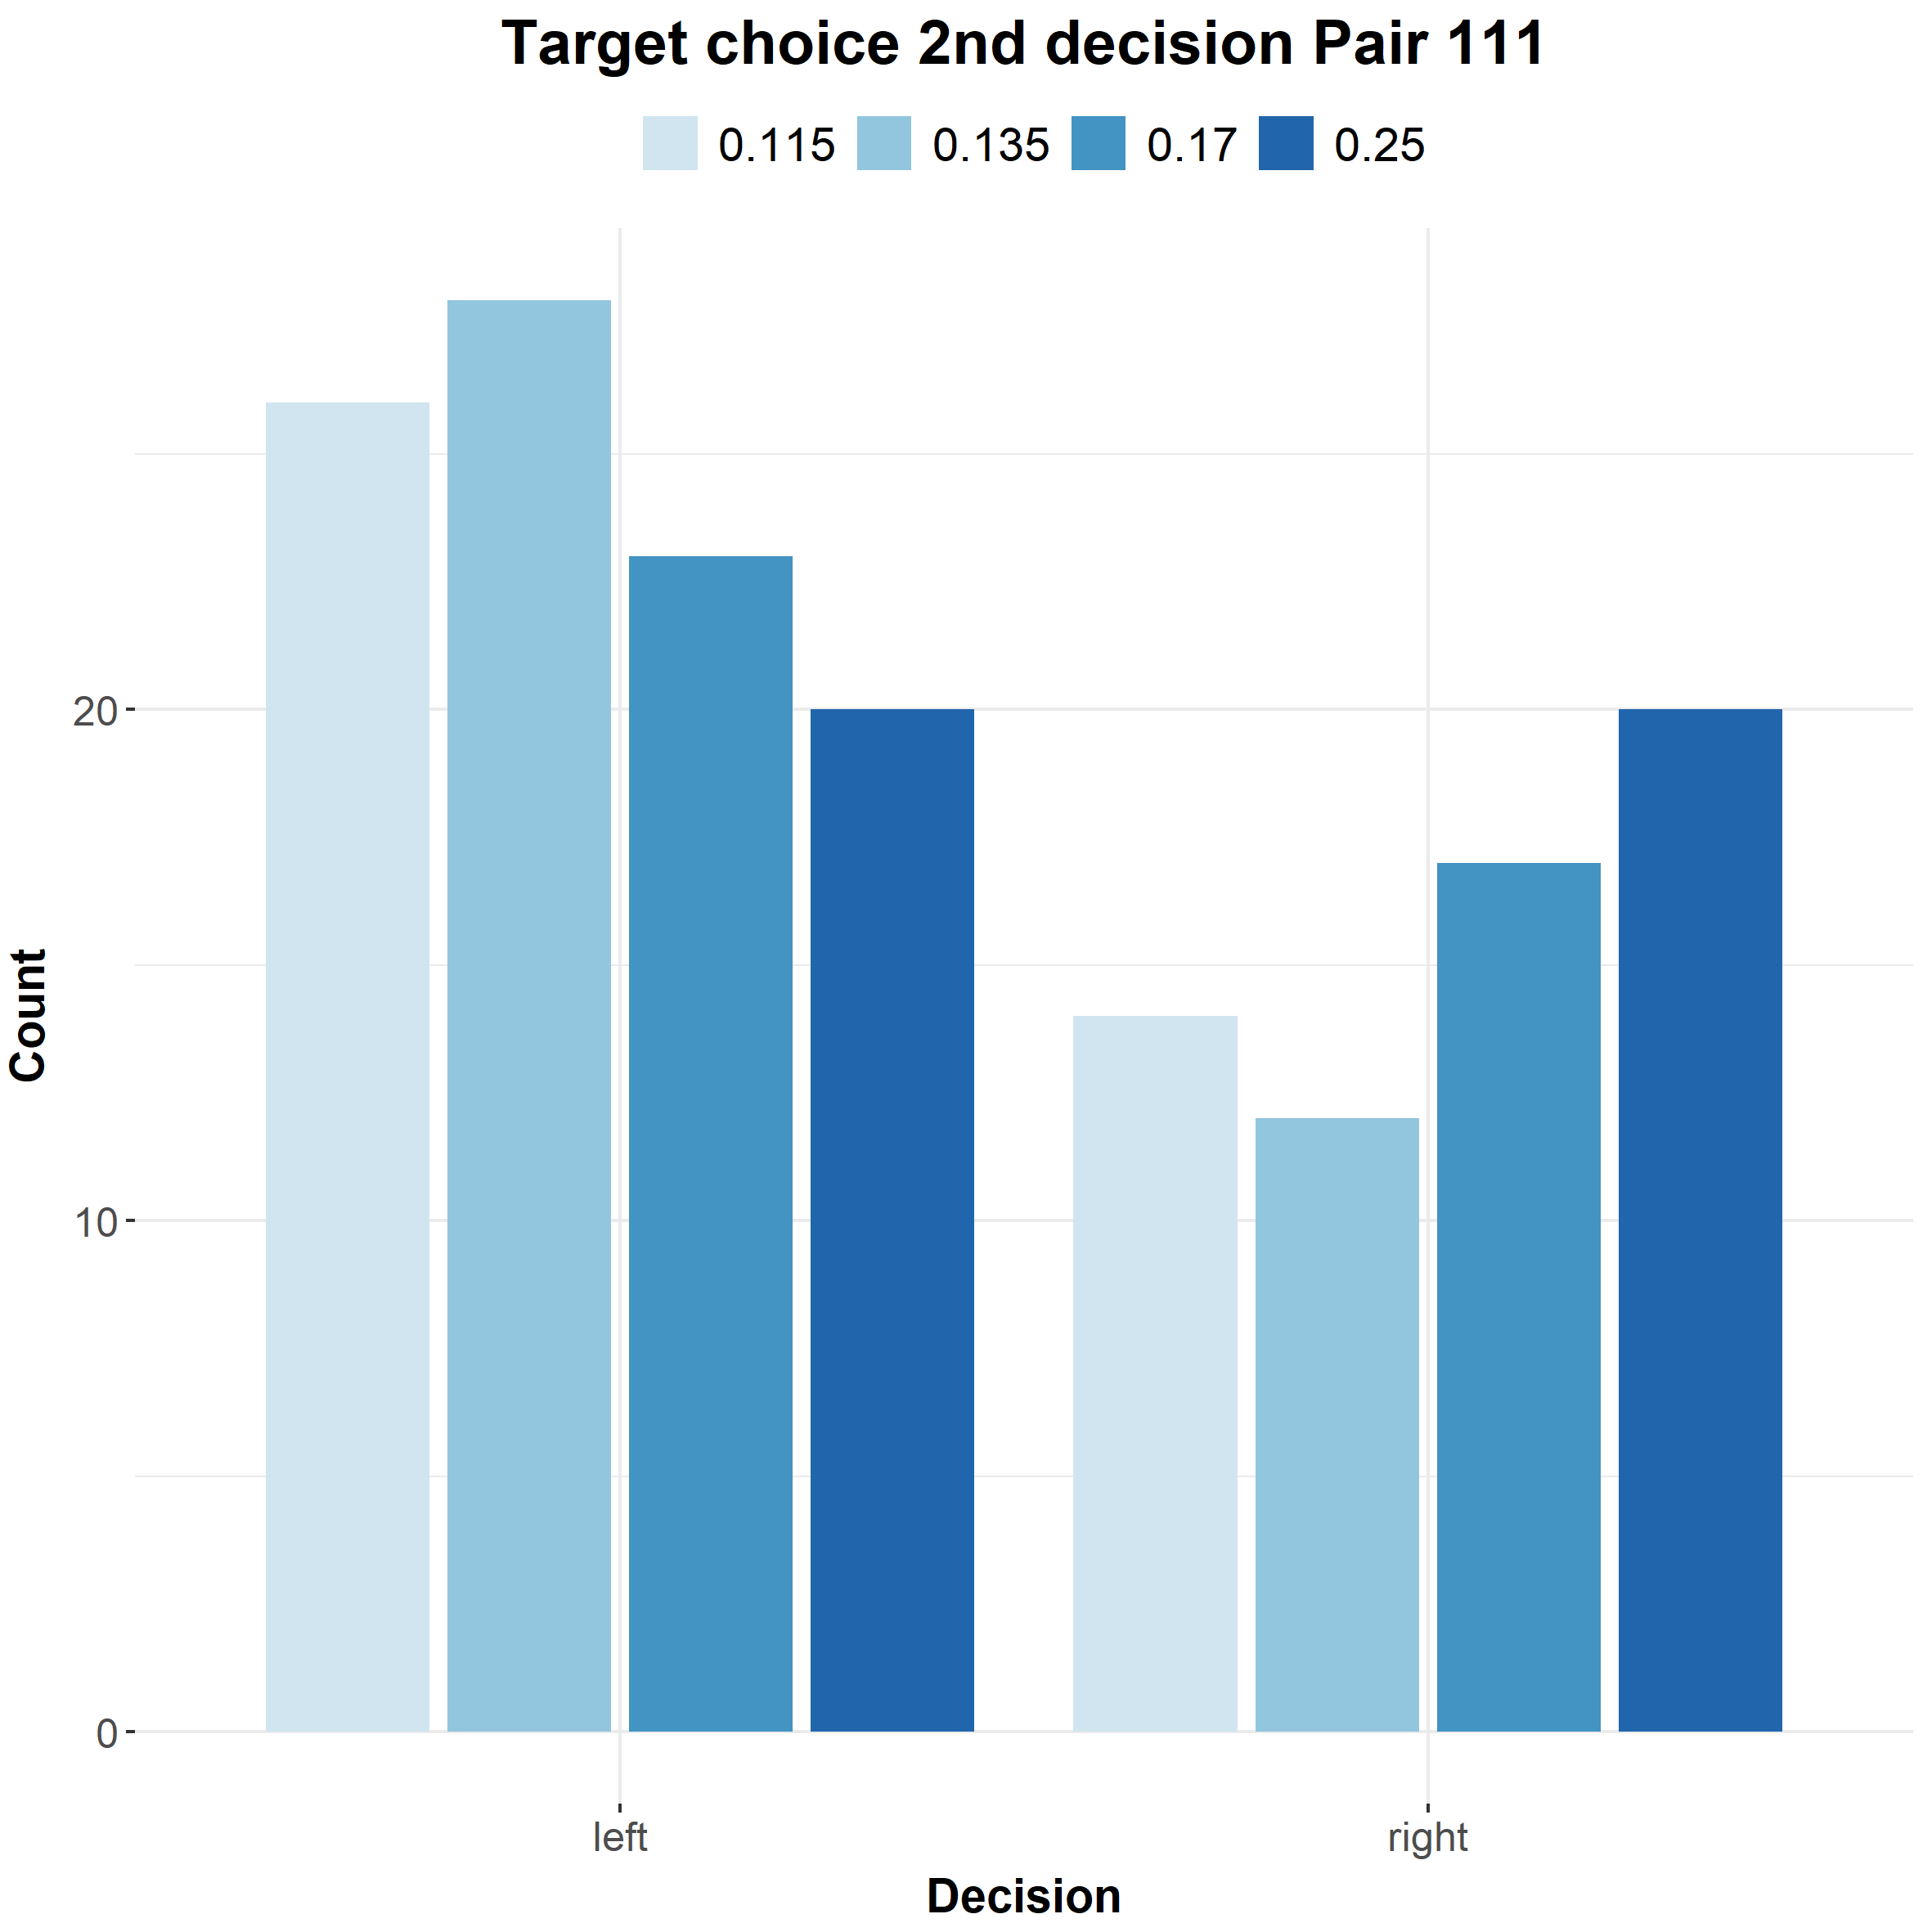 Target choice 2nd decision Pair 111
0.115 0.135 0.17 0.25
Count
20
10
0
left right
Decision